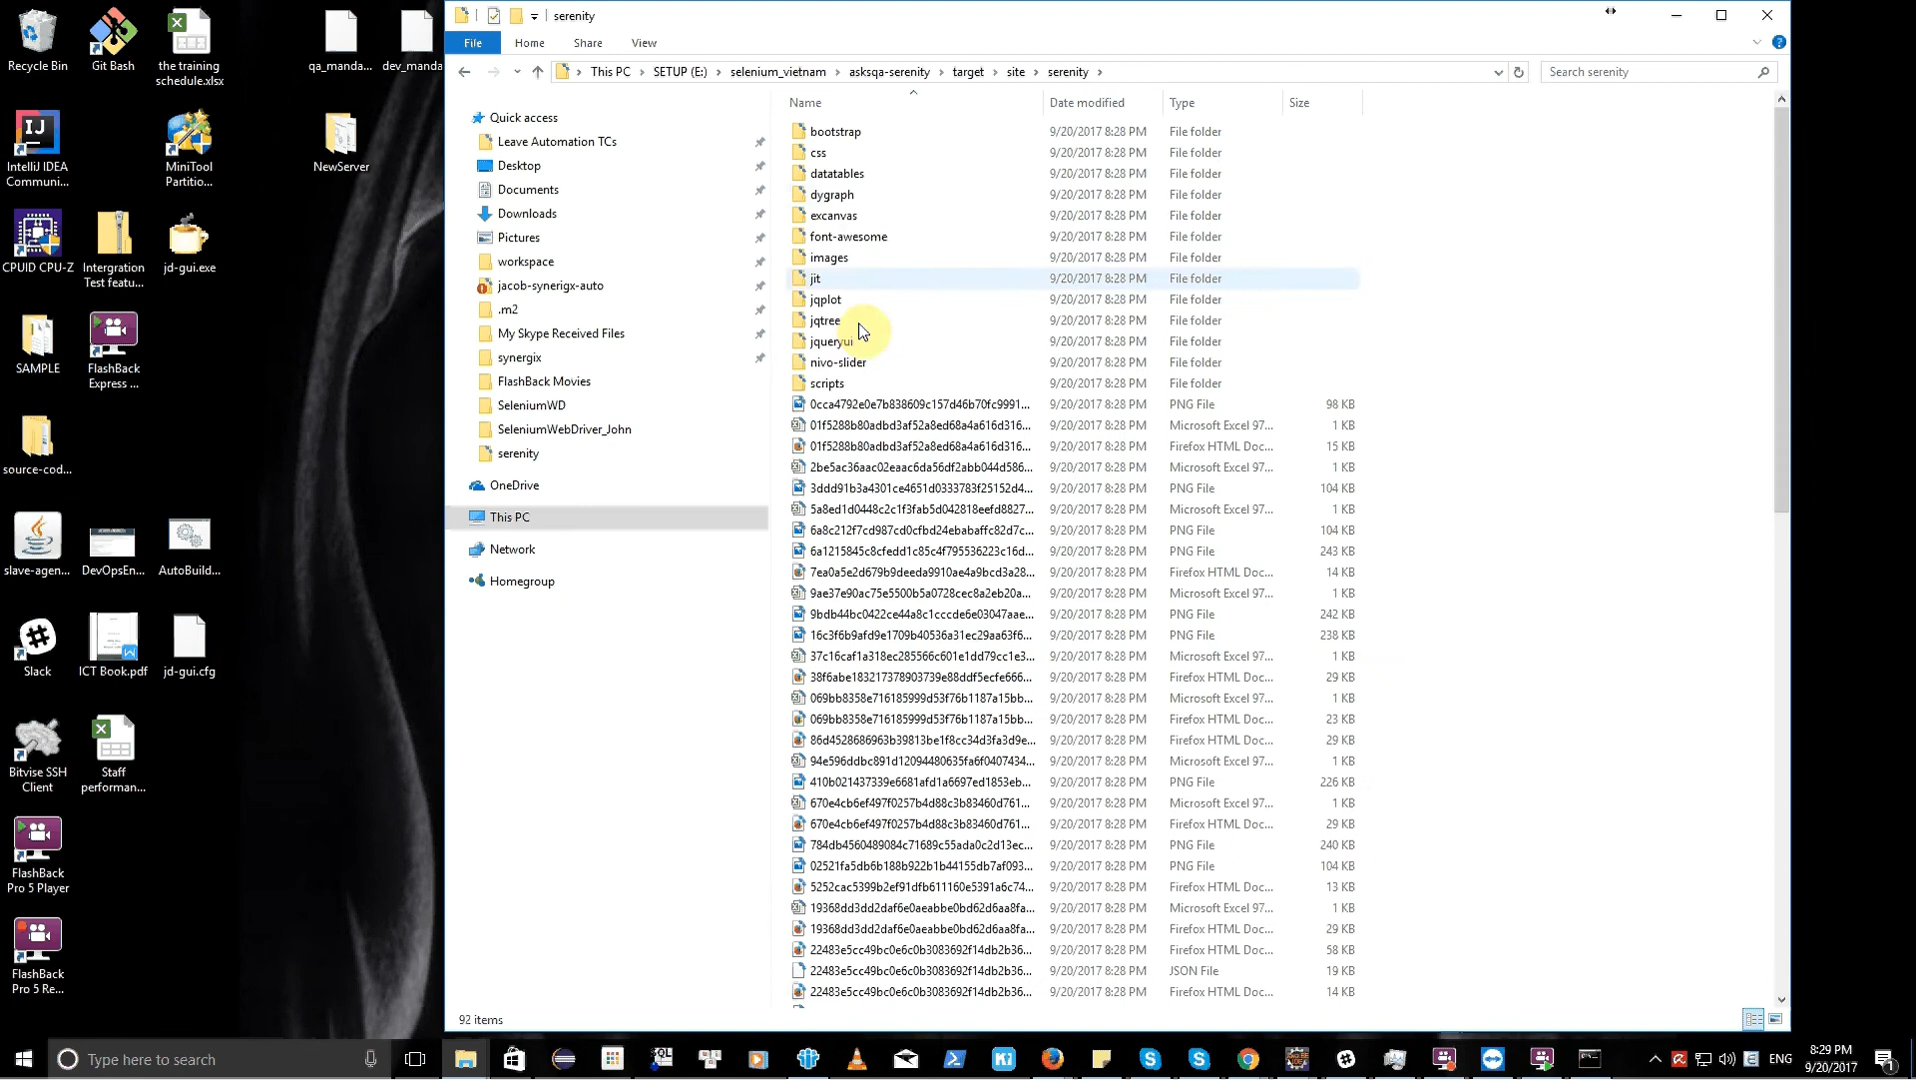 serenity
File
Home
Share
View
This PC
SETUP (E:)
selenium_vietnam
asksqa-serenity
target
site
serenity
Search serenity
Name
Date modified
Type
Size
Quick access
Leave Automation TCs
Desktop
Documents
Downloads
Pictures
workspace
jacob-synerigx-auto
.m2
My Skype Received Files
synergix
FlashBack Movies
SeleniumWD
SeleniumWebDriver_John
serenity
OneDrive
This PC
Network
Homegroup
bootstrap 9/20/2017 8:28 PM File folder
css 9/20/2017 8:28 PM File folder
datatables 9/20/2017 8:28 PM File folder
dygraph 9/20/2017 8:28 PM File folder
excanvas 9/20/2017 8:28 PM File folder
font-awesome 9/20/2017 8:28 PM File folder
images 9/20/2017 8:28 PM File folder
jit 9/20/2017 8:28 PM File folder
jqplot 9/20/2017 8:28 PM File folder
jqtree 9/20/2017 8:28 PM File folder
jqueryui 9/20/2017 8:28 PM File folder
nivo-slider 9/20/2017 8:28 PM File folder
scripts 9/20/2017 8:28 PM File folder
0cca4792e0e7b838609c157d46b70fc9991... 9/20/2017 8:28 PM PNG File 98 KB
01f5288b80adbd3af52a8ed68a4a616d316... 9/20/2017 8:28 PM Microsoft Excel 97... 1 KB
01f5288b80adbd3af52a8ed68a4a616d316... 9/20/2017 8:28 PM Firefox HTML Doc... 15 KB
2be5ac36aac02eaac6da56df2abb044d586... 9/20/2017 8:28 PM Microsoft Excel 97... 1 KB
3ddd91b3a4301ce4651d0333783f25152d4... 9/20/2017 8:28 PM PNG File 104 KB
5a8ed1d0448c2c1f3fab5d042818eefd8827... 9/20/2017 8:28 PM Microsoft Excel 97... 1 KB
6a8c212f7cd987cd0cfbd24ebabaffc82d7c... 9/20/2017 8:28 PM PNG File 104 KB
6a1215845c8cfedd1c85c4f795536223c16d... 9/20/2017 8:28 PM PNG File 243 KB
7ea0a5e2d679b9deeda9910ae4a9bcd3a28... 9/20/2017 8:28 PM Firefox HTML Doc... 14 KB
9ae37e90ac75e5500b5a0728cec8a2eb20a... 9/20/2017 8:28 PM Microsoft Excel 97... 1 KB
9bdb44bc0422ce44a8c1cccde6e03047aae... 9/20/2017 8:28 PM PNG File 242 KB
16c3f6b9afd9e1709b40536a31ec29aa63f6... 9/20/2017 8:28 PM PNG File 238 KB
37c16caf1a318ec285566c601e1dd79cc1e3... 9/20/2017 8:28 PM Microsoft Excel 97... 1 KB
38f6abe183217378903739e88ddf5ecfe666... 9/20/2017 8:28 PM Firefox HTML Doc... 29 KB
069bb8358e716185999d53f76b1187a15bb... 9/20/2017 8:28 PM Microsoft Excel 97... 1 KB
069bb8358e716185999d53f76b1187a15bb... 9/20/2017 8:28 PM Firefox HTML Doc... 23 KB
86d4528686963b39813be1f8cc34d3fa3d9e... 9/20/2017 8:28 PM Firefox HTML Doc... 29 KB
94e596ddbc891d12094480635fa6f0407434... 9/20/2017 8:28 PM Microsoft Excel 97... 1 KB
410b021437339e6681afd1a6697ed1853eb... 9/20/2017 8:28 PM PNG File 226 KB
670e4cb6ef497f0257b4d88c3b83460d761... 9/20/2017 8:28 PM Microsoft Excel 97... 1 KB
670e4cb6ef497f0257b4d88c3b83460d761... 9/20/2017 8:28 PM Firefox HTML Doc... 29 KB
784db4560489084c71689c55ada0c2d13ec... 9/20/2017 8:28 PM PNG File 240 KB
02521fa5db6b188b922b1b44155db7af093... 9/20/2017 8:28 PM PNG File 104 KB
5252cac5399b2ef91dfb611160e5391a6c74... 9/20/2017 8:28 PM Firefox HTML Doc... 13 KB
19368dd3dd2daf6e0aeabbe0bd62d6aa8fa... 9/20/2017 8:28 PM Microsoft Excel 97... 1 KB
19368dd3dd2daf6e0aeabbe0bd62d6aa8fa... 9/20/2017 8:28 PM Firefox HTML Doc... 29 KB
22483e5cc49bc0e6c0b3083692f14db2b36... 9/20/2017 8:28 PM Firefox HTML Doc... 58 KB
22483e5cc49bc0e6c0b3083692f14db2b36... 9/20/2017 8:28 PM JSON File 19 KB
22483e5cc49bc0e6c0b3083692f14db2b36... 9/20/2017 8:28 PM Firefox HTML Doc... 14 KB
92 items
Recycle Bin
Git Bash
the training
schedule.xlsx
qa_manda...
dev_manda
IntelliJ IDEA
Communi...
MiniTool
Partitio...
NewServer
CPUID CPU-Z
Intergration
Test featu...
jd-gui.exe
SAMPLE
FlashBack
Express ...
source-cod...
slave-agen...
DevOpsEn...
AutoBuild...
Slack
ICT Book.pdf
jd-gui.cfg
Bitvise SSH
Client
Staff
performan...
FlashBack
Pro 5 Player
FlashBack
Pro 5 Re...
Type here to search
ENG
8:29 PM
9/20/2017